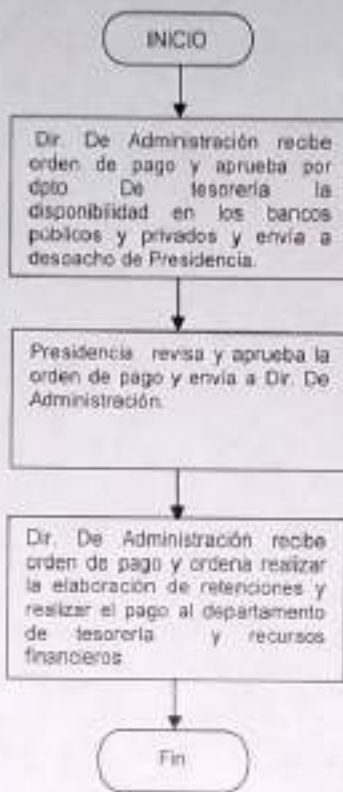 INICIO
Dir. De Administración recibe
orden de pago y aprueba por
dpto De tesorería la
disponibilidad en los bancos
públicos y privados y envía a
despacho de Presidencia.
Presidencia revisa y aprueba la
orden de pago y envía a Dir. De
Administración.
Dir. De Administración recibe
orden de pago y ordena realizar
la elaboración de retenciones y
realizar el pago al departamento
de tesorería y recursos
financieros
Fin